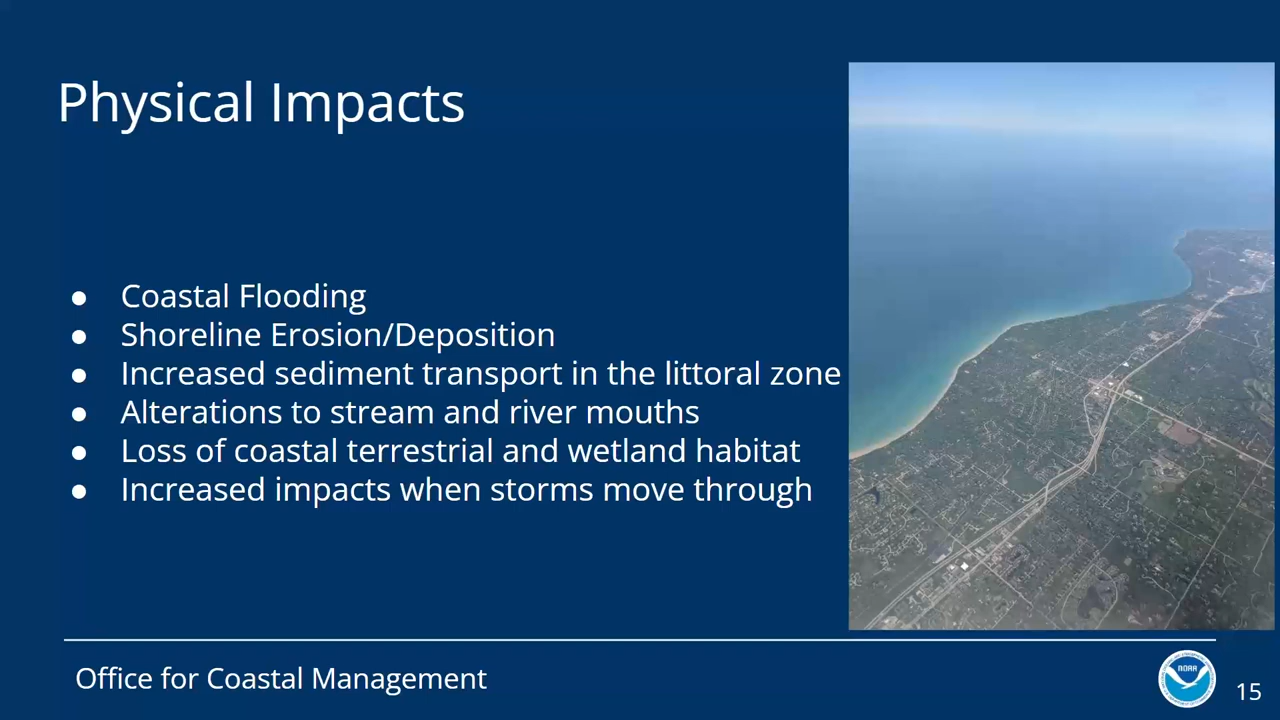 Physical Impacts
● Coastal Flooding
● Shoreline Erosion/Deposition
● Increased sediment transport in the littoral zone
● Alterations to stream and river mouths
● Loss of coastal terrestrial and wetland habitat
● Increased impacts when storms move through
Office for Coastal Management
NOAA
15